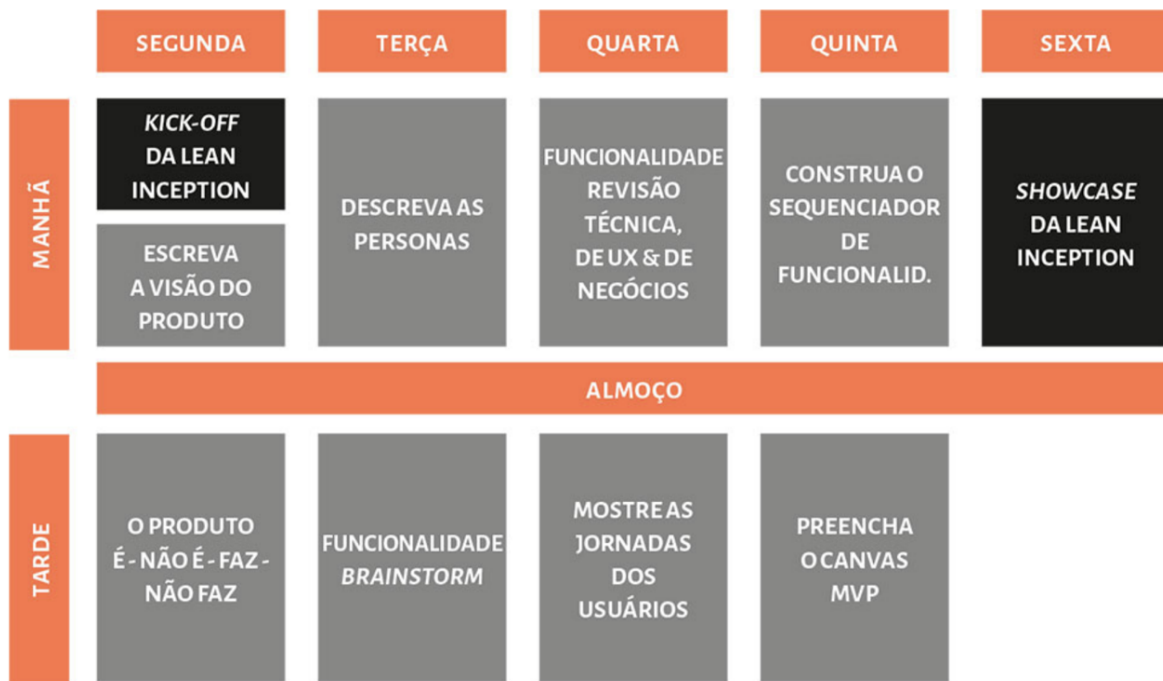 SEGUNDA
TERÇA
QUARTA
QUINTA
SEXTA
MANHÃ
KICK-OFF
DA LEAN
INCEPTION
ESCREVA
A VISÃO DO
PRODUTO
DESCREVA AS
PERSONAS
FUNCIONALIDADE
REVISÃO
TÉCNICA,
DE UX & DE
NEGÓCIOS
CONSTRUA O
SEQUENCIADOR
DE
FUNCIONALID.
SHOWCASE
DA LEAN
INCEPTION
ALMOÇO
TARDE
O PRODUTO
É - NÃO É - FAZ -
NÃO FAZ
FUNCIONALIDADE
BRAINSTORM
MOSTRE AS
JORNADAS
DOS
USUÁRIOS
PREENCHA
O CANVAS
MVP